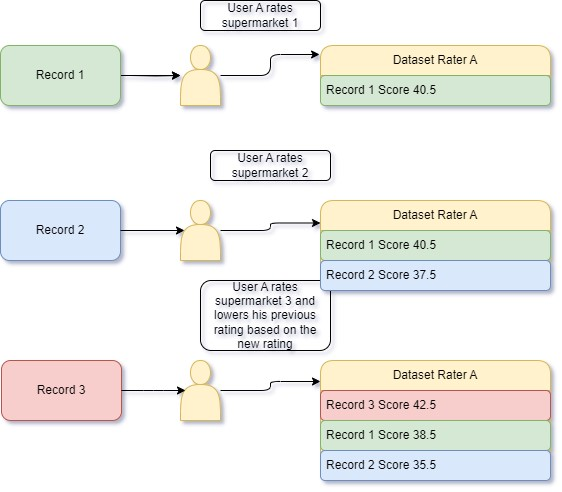 User A rates
supermarket 1
Record 1
Dataset Rater A
Record 1 Score 40.5
User A rates
supermarket 2
Record 2
Dataset Rater A
Record 1 Score 40.5
Record 2 Score 37.5
User A rates
supermarket 3 and
lowers his previous
rating based on the
new rating
Record 3
Dataset Rater A
Record 3 Score 42.5
Record 1 Score 38.5
Record 2 Score 35.5